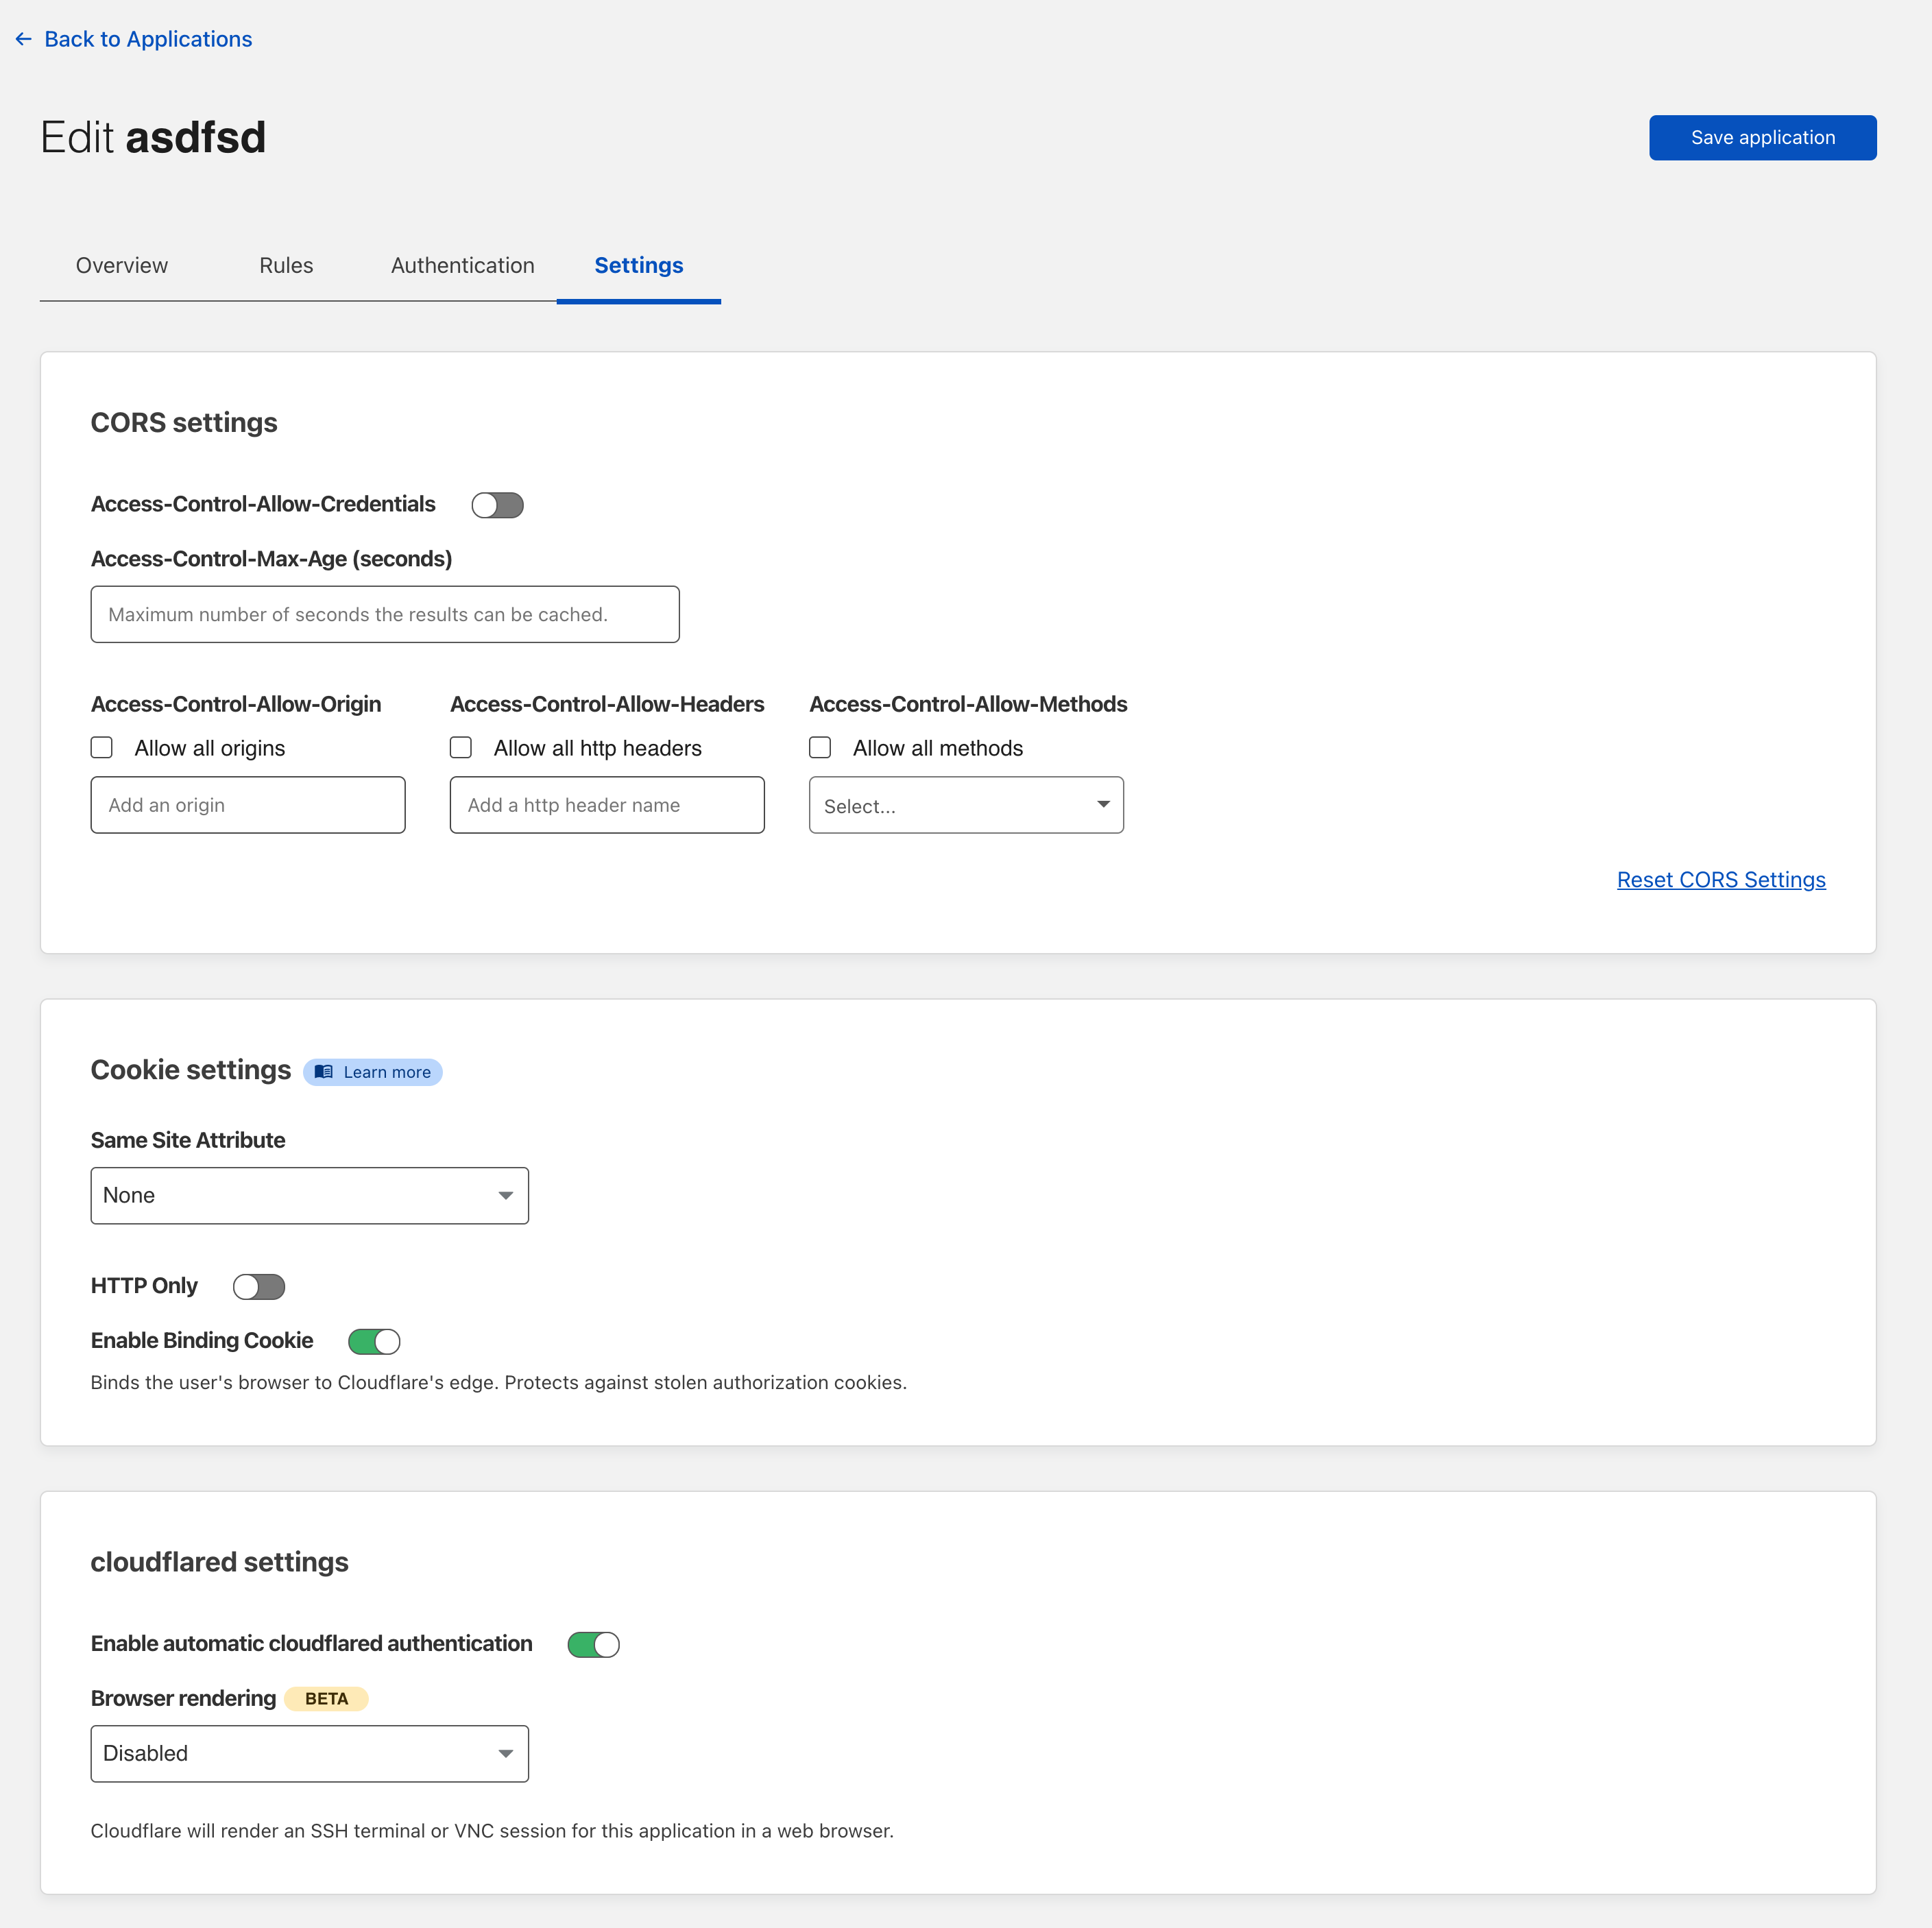 ← Back to Applications
Edit asdfsd
Save application
Overview Rules Authentication Settings
CORS settings
Access-Control-Allow-Credentials
Access-Control-Max-Age (seconds)
Maximum number of seconds the results can be cached.
Access-Control-Allow-Origin Access-Control-Allow-Headers Access-Control-Allow-Methods
Allow all origins Allow all http headers Allow all methods
Add an origin Add a http header name Select...
Reset CORS Settings
Cookie settings Learn more
Same Site Attribute
None
HTTP Only
Enable Binding Cookie
Binds the user's browser to Cloudflare's edge. Protects against stolen authorization cookies.
cloudflared settings
Enable automatic cloudflared authentication
Browser rendering BETA
Disabled
Cloudflare will render an SSH terminal or VNC session for this application in a web browser.